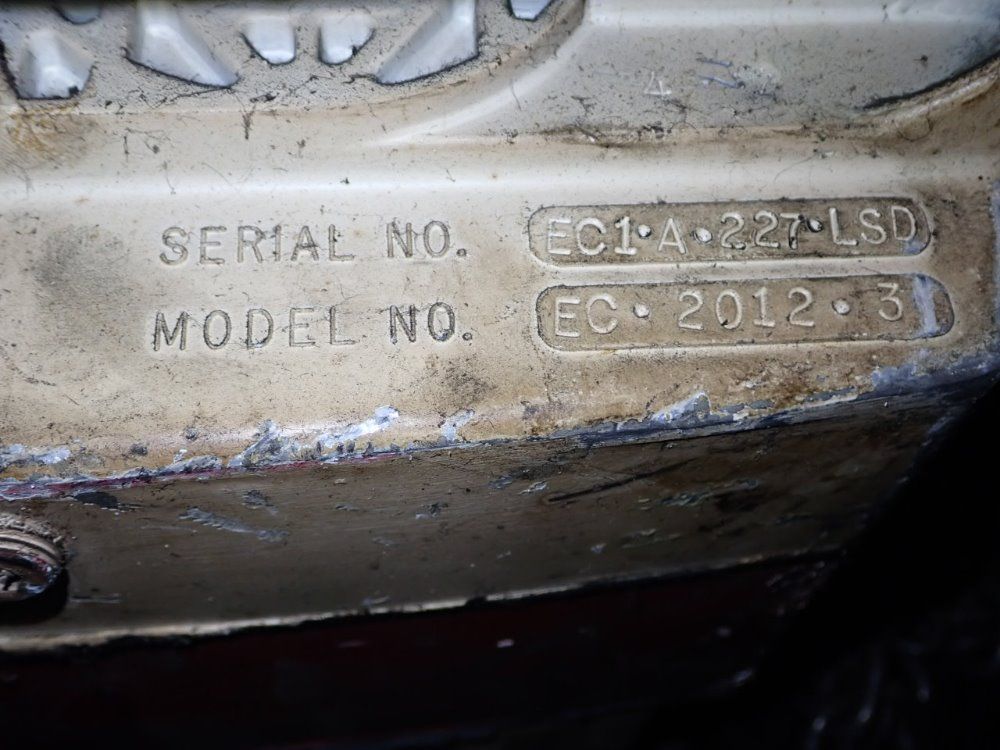 SERIAL NO. EC1·A·227·LSD
MODEL NO. EC·2012·3